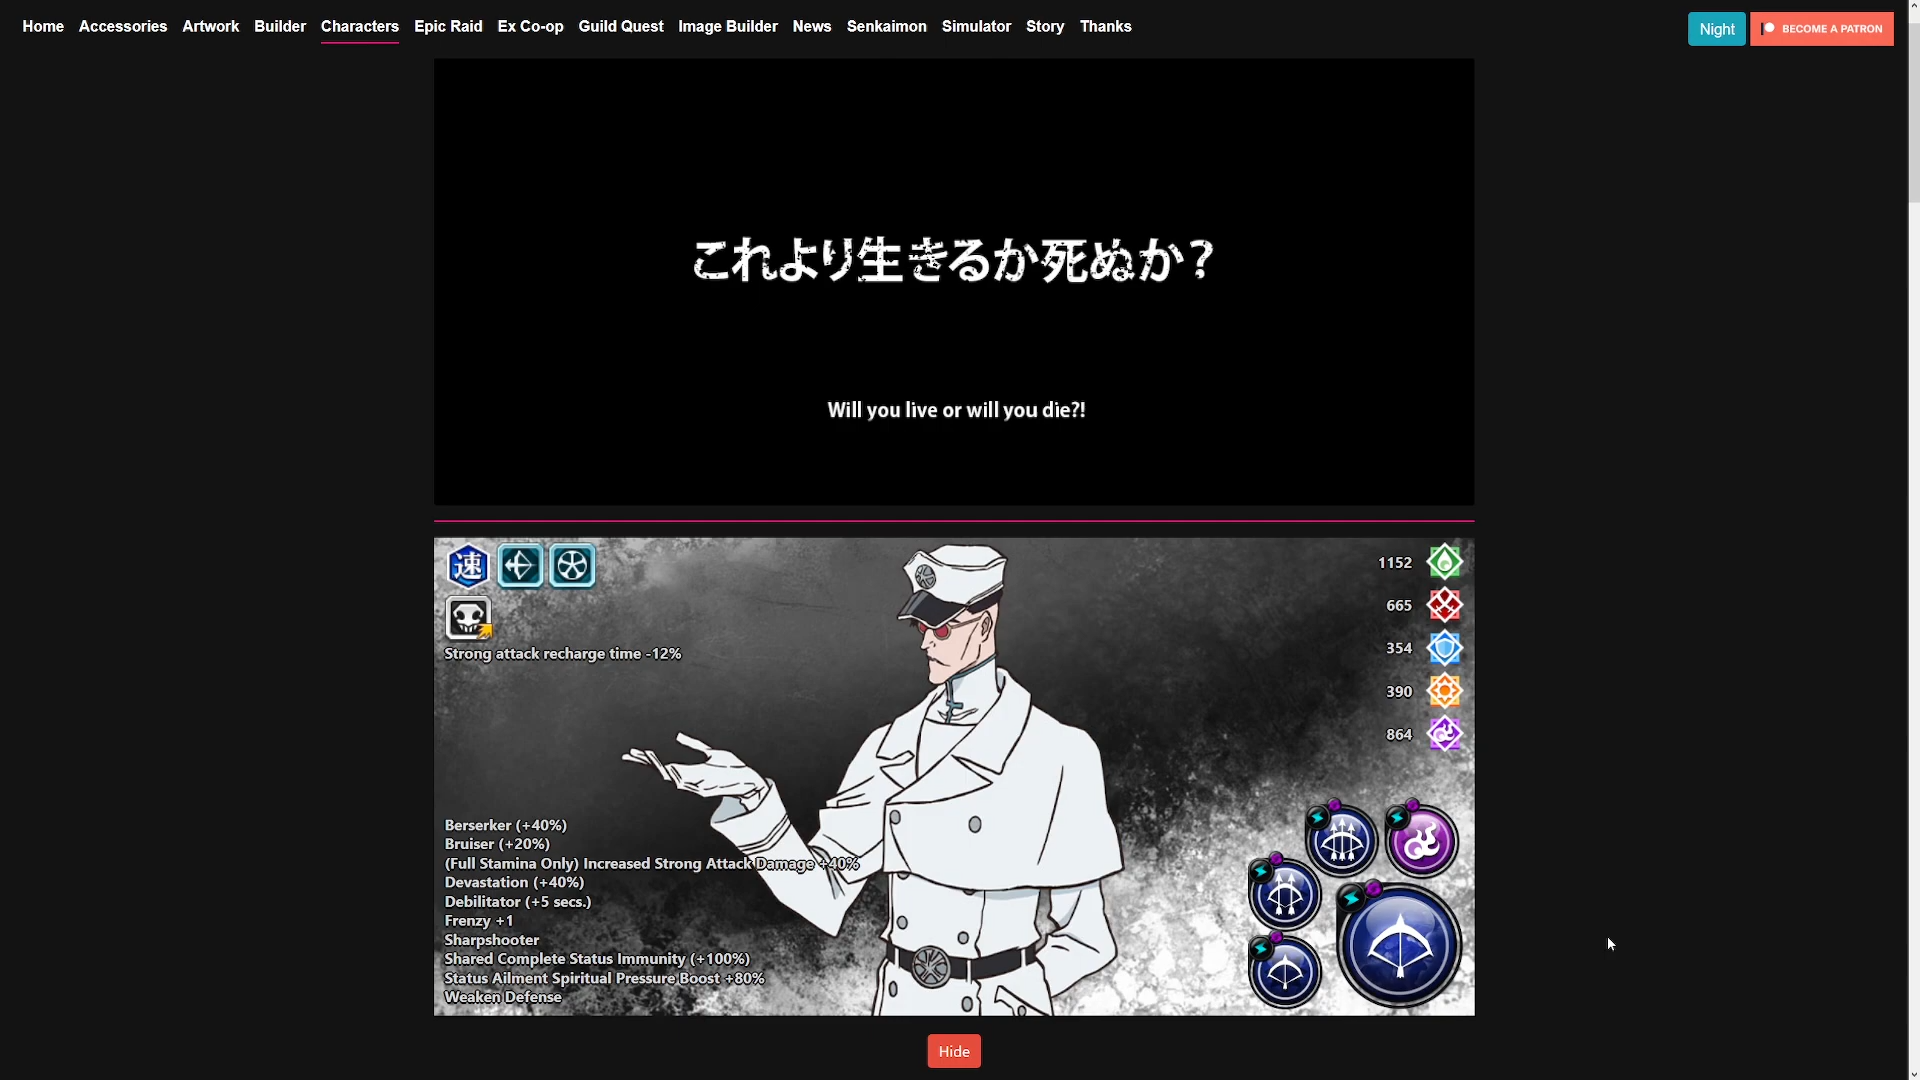 Home Accessories Artwork Builder Characters Epic Raid Ex Co-op Guild Quest Image Builder News Senkaimon Simulator Story Thanks
Night BECOME A PATRON
これより生きるか死ぬか?
Will you live or will you die?!
速
Strong attack recharge time -12%
1152
665
354
390
864
Berserker (+40%)
Bruiser (+20%)
(Full Stamina Only) Increased Strong Attack Damage +40%
Devastation (+40%)
Debilitator (+5 secs.)
Frenzy +1
Sharpshooter
Shared Complete Status Immunity (+100%)
Status Ailment Spiritual Pressure Boost +80%
Weaken Defense
Hide